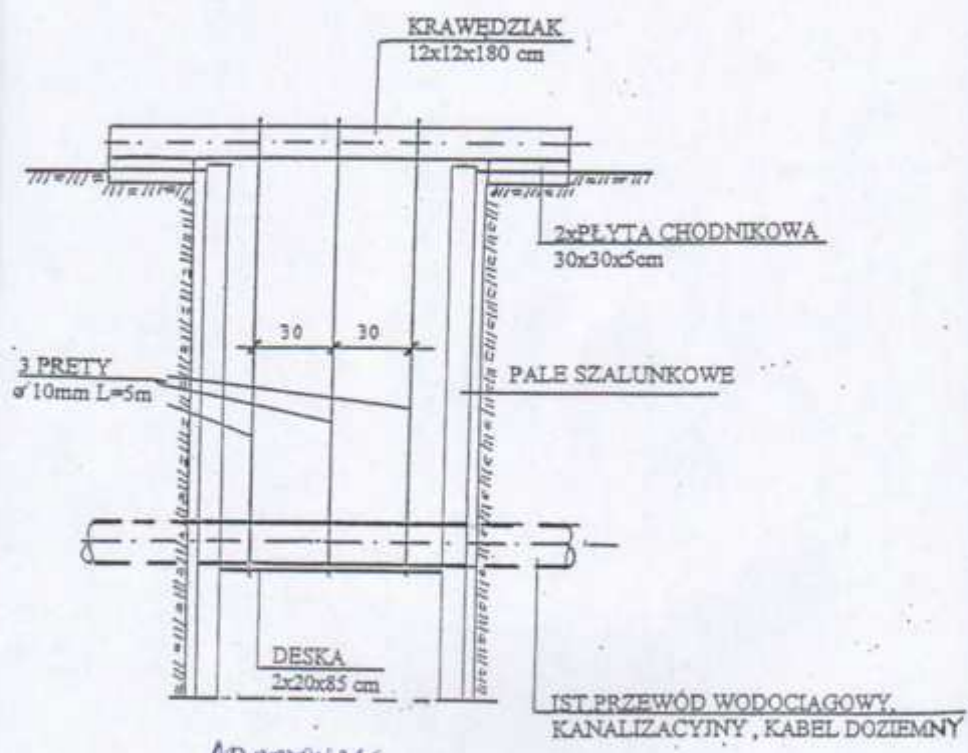 KRAWĘDZIAK
12x12x180 cm
2xPŁYTA CHODNIKOWA
30x30x5cm
30 30
3 PRĘTY
ø 10mm L=5m
PALE SZALUNKOWE
DESKA
2x20x85 cm
IST PRZEWÓD WODOCIĄGOWY,
KANALIZACYJNY , KABEL DOZIEMNY